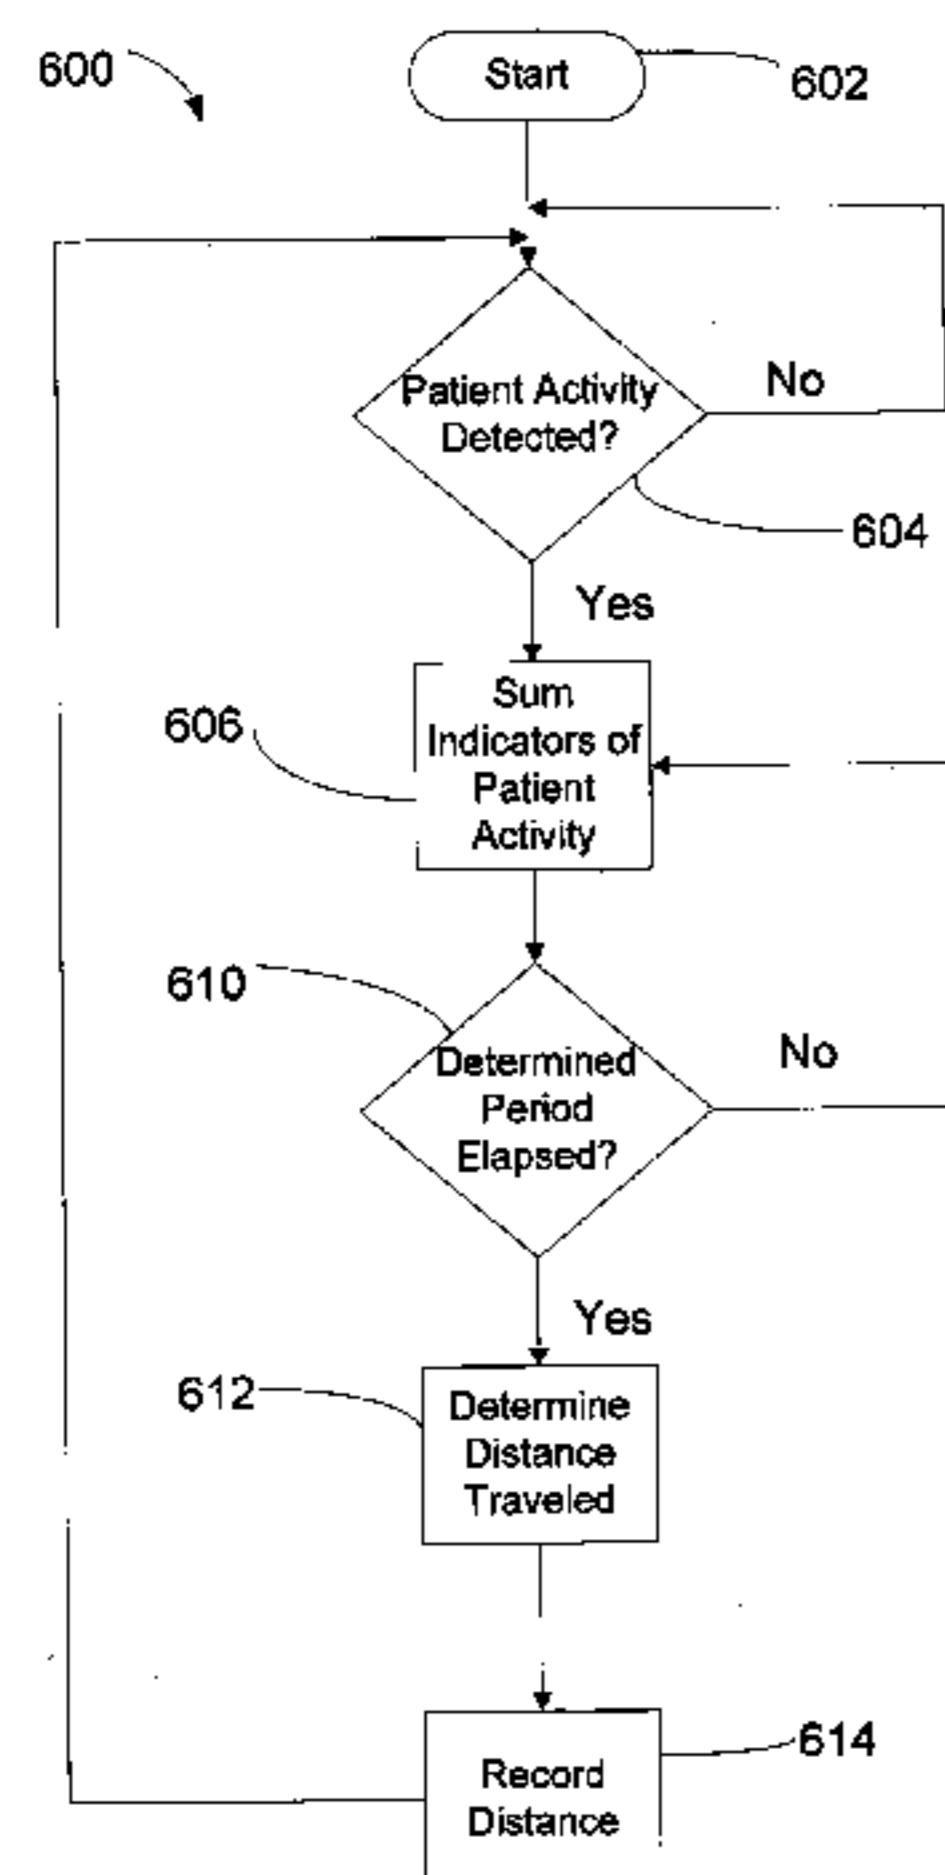 600
Start
602
Patient Activity
Detected?
No
604
Yes
606
Sum
Indicators of
Patient
Activity
610
Determined
Period
Elapsed?
No
Yes
612
Determine
Distance
Traveled
614
Record
Distance